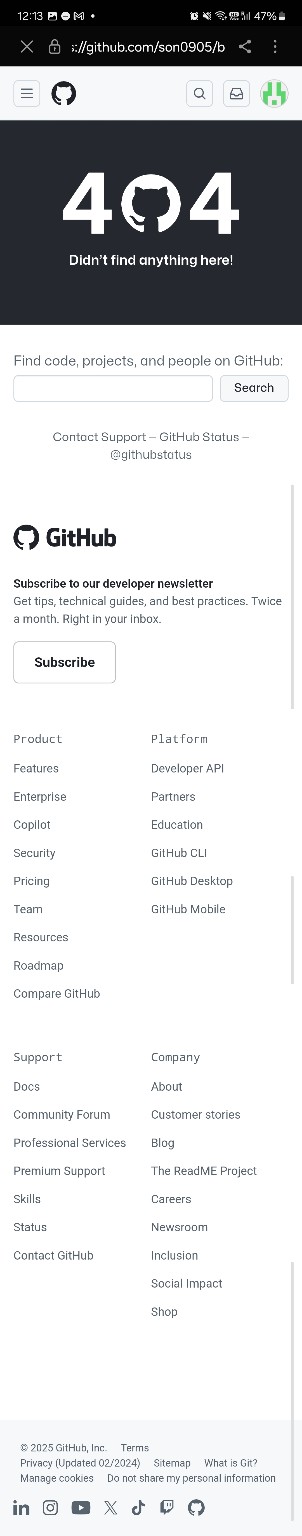 12:13 47%
s://github.com/son0905/b
404
Didn't find anything here!
Find code, projects, and people on GitHub:
Search
Contact Support — GitHub Status —
@githubstatus
GitHub
Subscribe to our developer newsletter
Get tips, technical guides, and best practices. Twice
a month. Right in your inbox.
Subscribe
Product
Features
Enterprise
Copilot
Security
Pricing
Team
Resources
Roadmap
Compare GitHub
Platform
Developer API
Partners
Education
GitHub CLI
GitHub Desktop
GitHub Mobile
Support
Docs
Community Forum
Professional Services
Premium Support
Skills
Status
Contact GitHub
Company
About
Customer stories
Blog
The ReadME Project
Careers
Newsroom
Inclusion
Social Impact
Shop
© 2025 GitHub, Inc. Terms
Privacy (Updated 02/2024) Sitemap What is Git?
Manage cookies Do not share my personal information